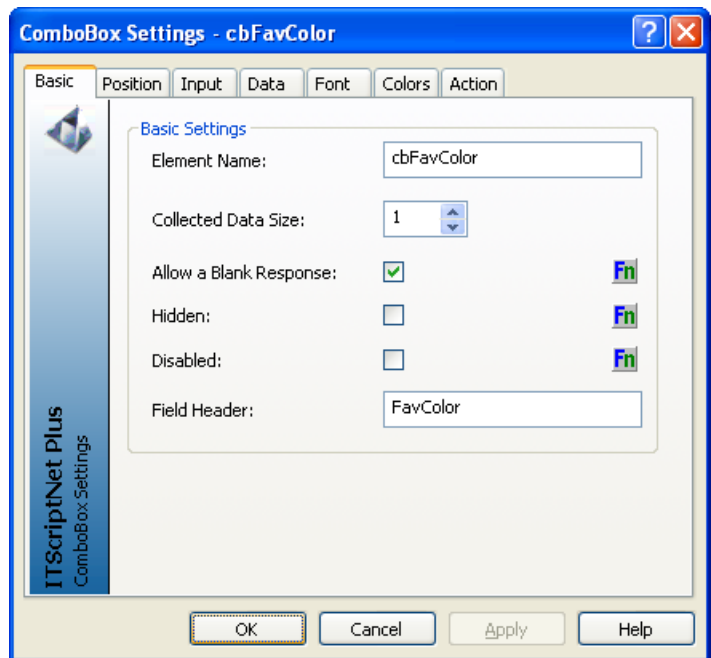 ComboBox Settings - cbFavColor
?
Basic Position Input Data Font Colors Action
Basic Settings
Element Name: cbFavColor
Collected Data Size: 1
Allow a Blank Response: Fn
Hidden: Fn
Disabled: Fn
Field Header: FavColor
ITScriptNet Plus
ComboBox Settings
OK Cancel Apply Help